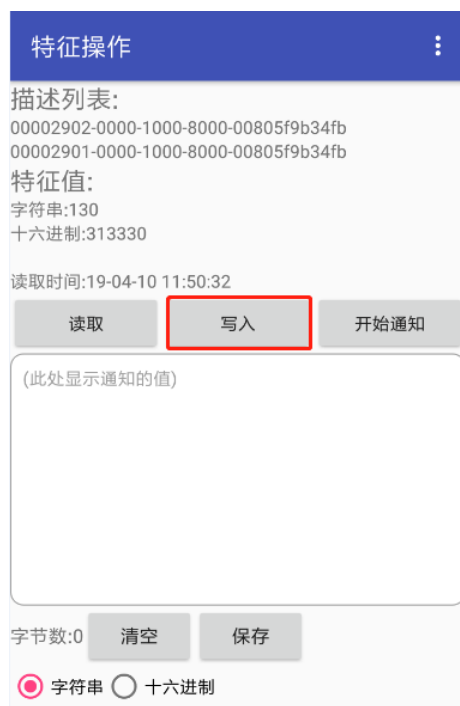 特征操作
描述列表:
00002902-0000-1000-8000-00805f9b34fb
00002901-0000-1000-8000-00805f9b34fb
特征值:
字符串:130
十六进制:313330
读取时间:19-04-10 11:50:32
读取 写入 开始通知
(此处显示通知的值)
字节数:0 清空 保存
字符串 十六进制